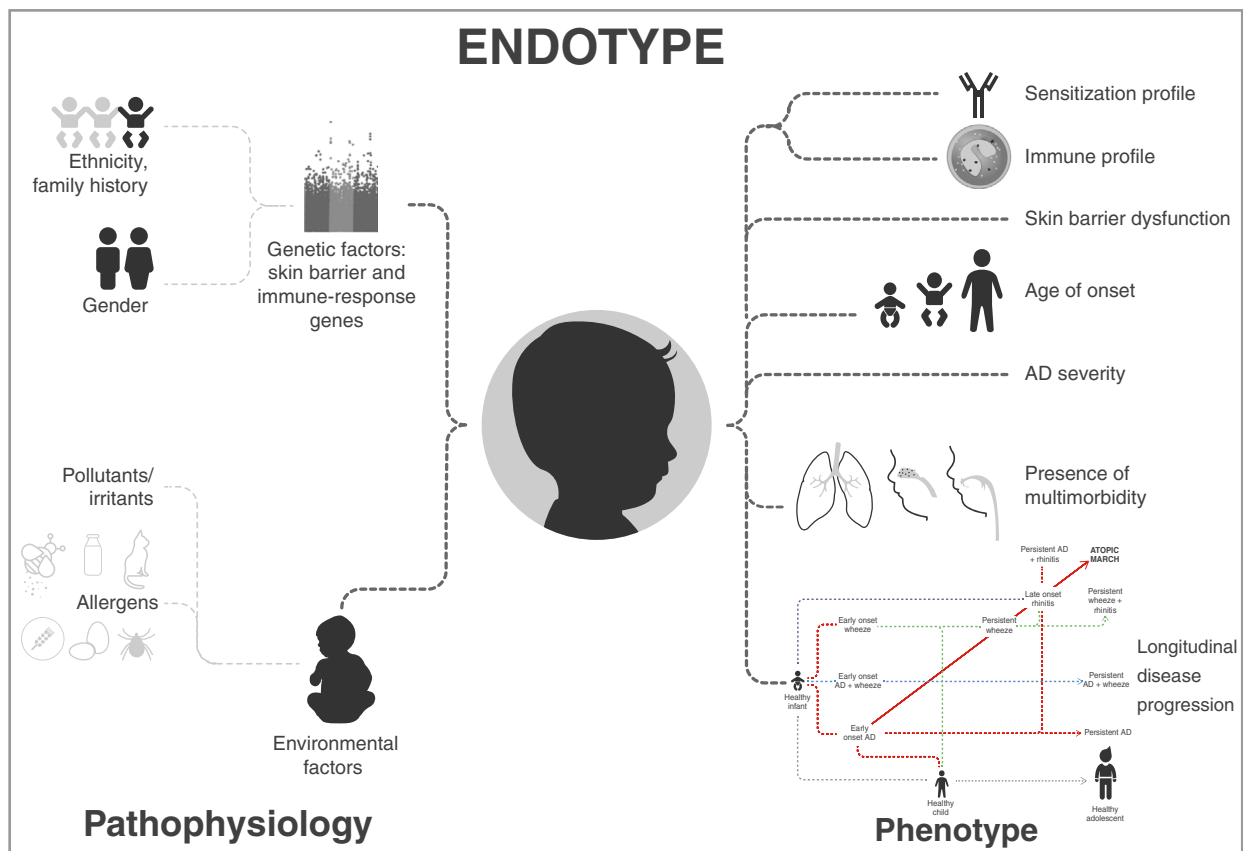 ENDOTYPE
Ethnicity,
family history
Gender
Genetic factors:
skin barrier and
immune-response
genes
Pollutants/
irritants
Allergens
Environmental
factors
Pathophysiology
Sensitization profile
Immune profile
Skin barrier dysfunction
Age of onset
AD severity
Presence of
multimorbidity
Persistent AD
+ rhinitis
ATOPIC
MARCH
Late onset
rhinitis
Persistent
wheeze +
rhinitis
Early onset
wheeze
Persistent
wheeze
Longitudinal
disease
progression
Healthy
infant
Early onset
AD + wheeze
Persistent
AD + wheeze
Early
onset AD
Persistent AD
Healthy
child
Healthy
adolescent
Phenotype